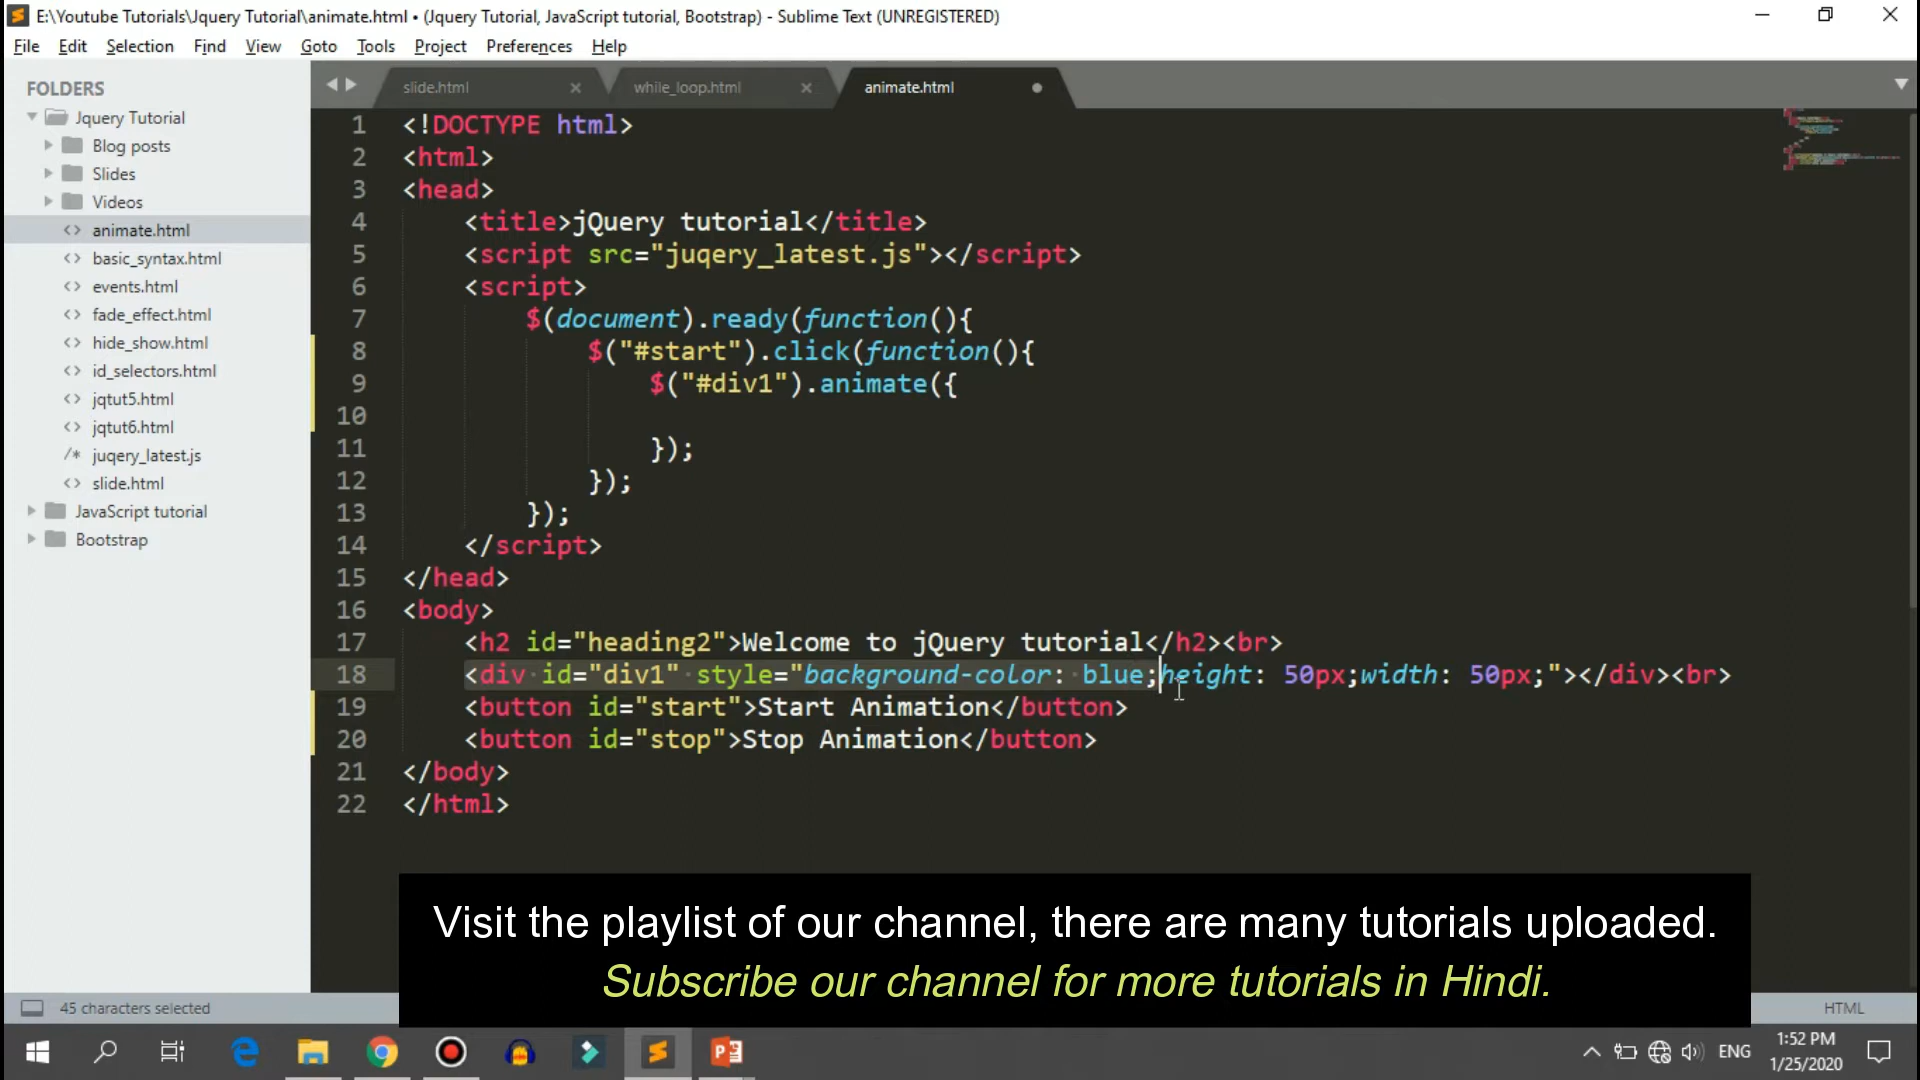 E:\Youtube Tutorials\Jquery Tutorial\animate.html • (Jquery Tutorial, JavaScript tutorial, Bootstrap) - Sublime Text (UNREGISTERED)
File Edit Selection Find View Goto Tools Project Preferences Help
FOLDERS
Jquery Tutorial
Blog posts
Slides
Videos
<> animate.html
<> basic_syntax.html
<> events.html
<> fade_effect.html
<> hide_show.html
<> id_selectors.html
<> jqtut5.html
<> jqtut6.html
/* juqery_latest.js
<> slide.html
JavaScript tutorial
Bootstrap
slide.html × while_loop.html × animate.html
1 <!DOCTYPE html>
2 <html>
3 <head>
4 <title>jQuery tutorial</title>
5 <script src="juqery_latest.js"></script>
6 <script>
7 $(document).ready(function(){
8 $("#start").click(function(){
9 $("#div1").animate({
10
11 });
12 });
13 });
14 </script>
15 </head>
16 <body>
17 <h2 id="heading2">Welcome to jQuery tutorial</h2><br>
18 <div id="div1" style="background-color: blue;height: 50px;width: 50px;"></div><br>
19 <button id="start">Start Animation</button>
20 <button id="stop">Stop Animation</button>
21 </body>
22 </html>
Visit the playlist of our channel, there are many tutorials uploaded.
Subscribe our channel for more tutorials in Hindi.
45 characters selected HTML
ENG 1:52 PM
1/25/2020